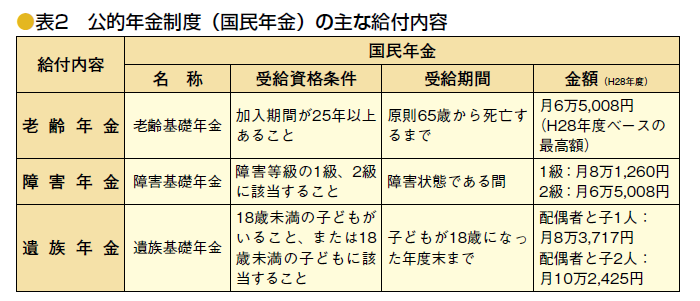 ●表2 公的年金制度（国民年金）の主な給付内容
給付内容
国民年金
名 称
受給資格条件
受給期間
金額（H28年度）
老齢年金
老齢基礎年金
加入期間が25年以上
あること
原則65歳から死亡す
るまで
月6万5,008円
（H28年度ベースの
最高額）
障害年金
障害基礎年金
障害等級の1級、2級
に該当すること
障害状態である間
1級：月8万1,260円
2級：月6万5,008円
遺族年金
遺族基礎年金
18歳未満の子どもが
いること、または18
歳未満の子どもに該
当すること
子どもが18歳になっ
た年度末まで
配偶者と子1人：
月8万3,717円
配偶者と子2人：
月10万2,425円